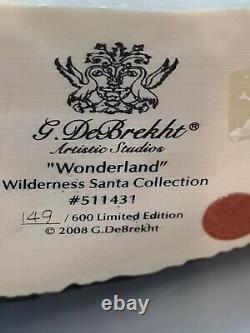 G. DeBrekht®
Artistic Studios
"Wonderland"
Wilderness Santa Collection
#511431
149 / 600 Limited Edition
© 2008 G.DeBrekht